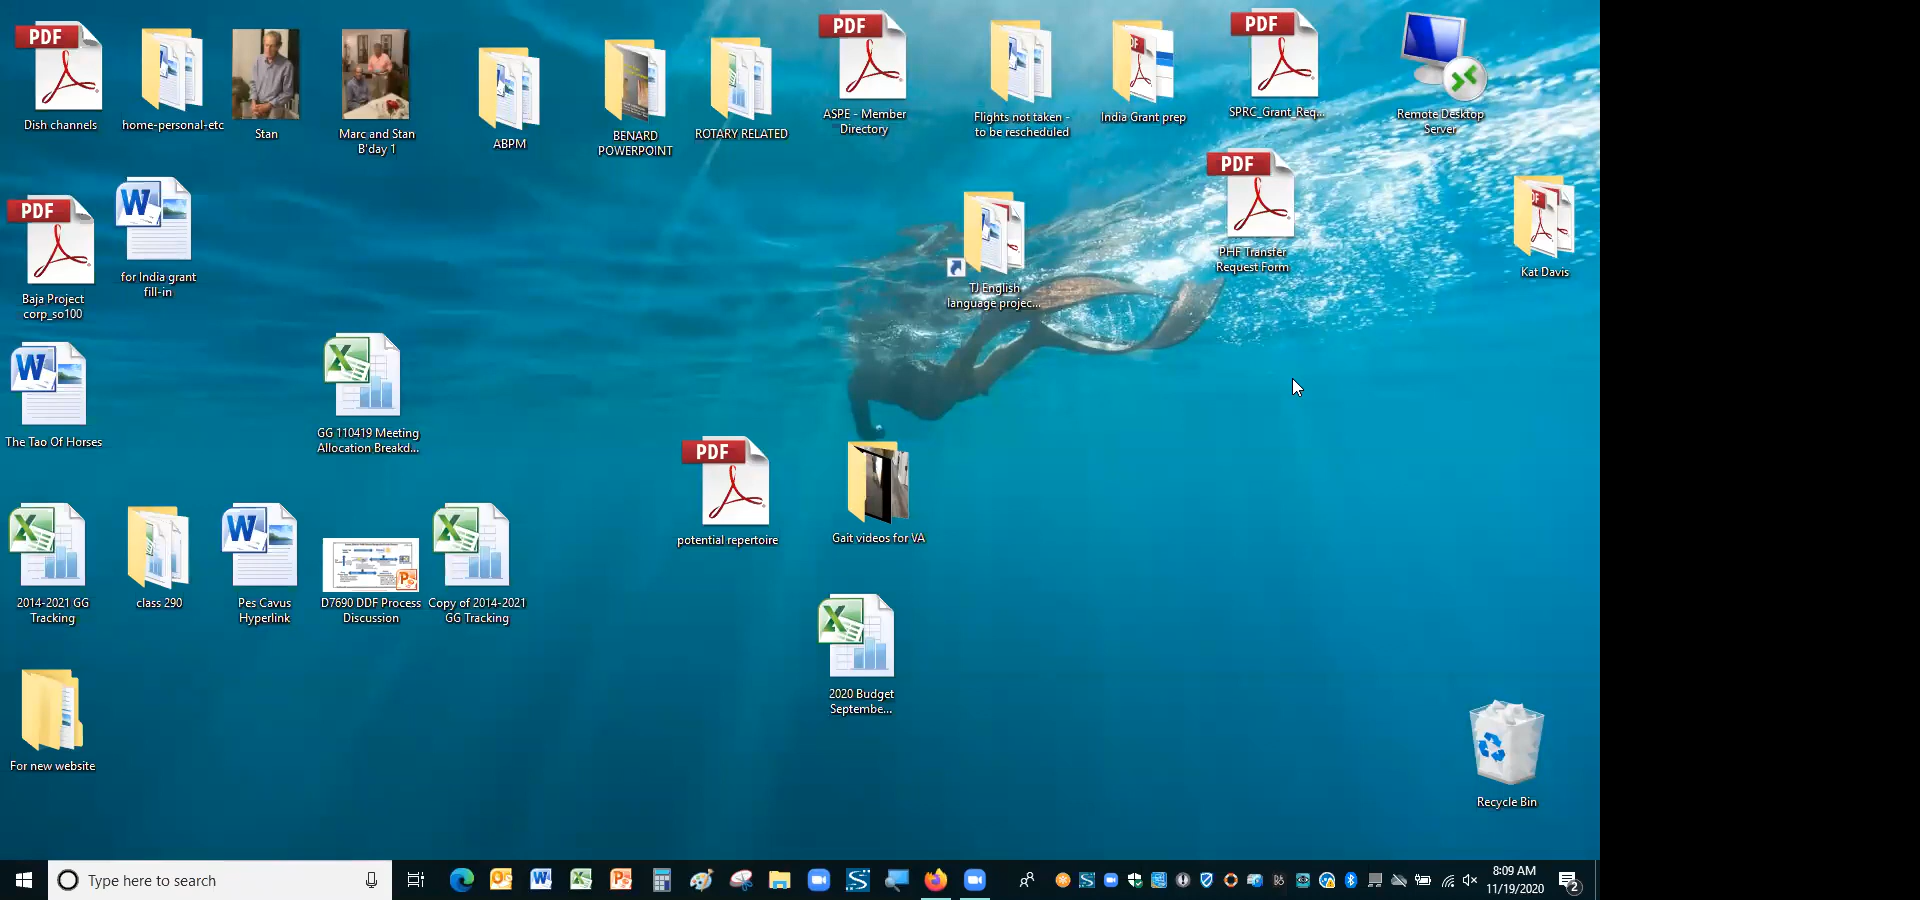 Dish channels
home-personal-etc
Stan
Marc and Stan
B'day 1
ABPM
BENARD
POWERPOINT
ROTARY RELATED
ASPE - Member
Directory
Flights not taken -
to be rescheduled
India Grant prep
SPRC_Grant_Req...
Remote Desktop
Server
Baja Project
corp_so100
for India grant
fill-in
TJ English
language projec...
PHF Transfer
Request Form
Kat Davis
The Tao Of Horses
GG 110419 Meeting
Allocation Breakd...
potential repertoire
Gait videos for VA
2014-2021 GG
Tracking
class 290
Pes Cavus
Hyperlink
D7690 DDF Process
Discussion
Copy of 2014-2021
GG Tracking
2020 Budget
Septembe...
For new website
Recycle Bin
Type here to search
8:09 AM
11/19/2020
2
PDF
PDF
PDF
PDF
PDF
PDF